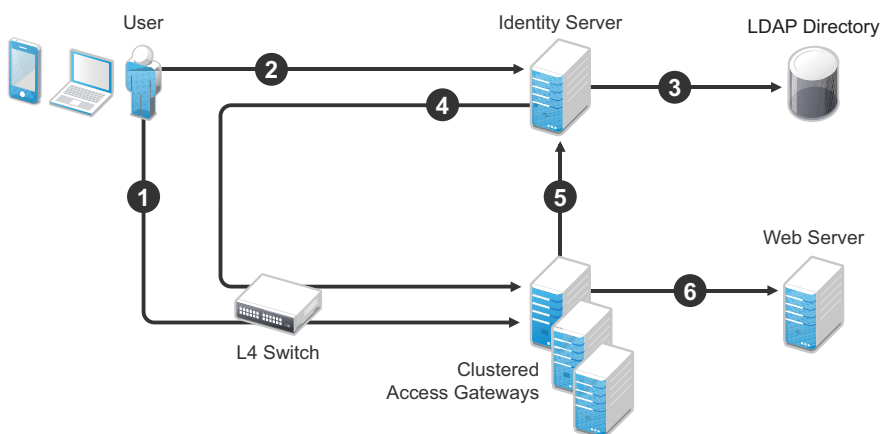 User
Identity Server
LDAP Directory
2
3
4
1
5
Web Server
6
L4 Switch
Clustered
Access Gateways